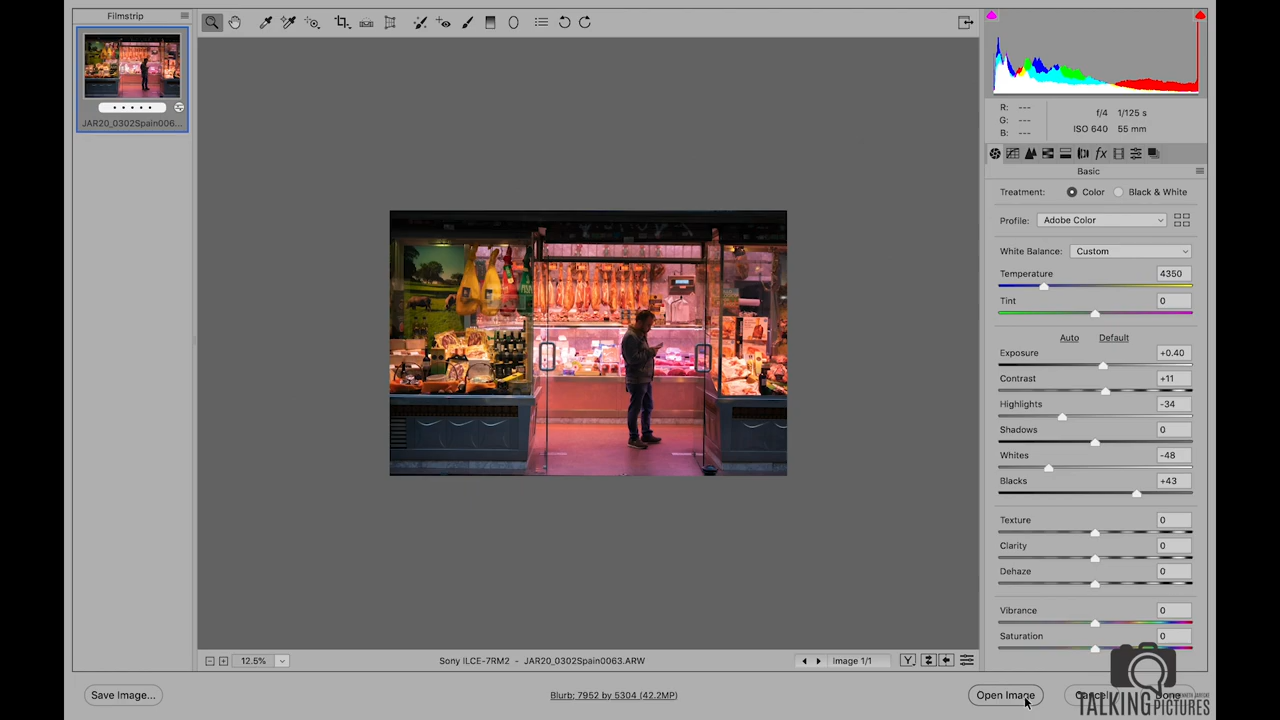 Filmstrip
JAR20_0302Spain006...
R: ---
G: ---
B: ---
f/4 1/125 s
ISO 640 55 mm
Basic
Treatment: Color Black & White
Profile: Adobe Color
White Balance: Custom
Temperature 4350
Tint 0
Auto Default
Exposure +0.40
Contrast +11
Highlights -34
Shadows 0
Whites -48
Blacks +43
Texture 0
Clarity 0
Dehaze 0
Vibrance 0
Saturation 0
12.5%
Sony ILCE-7RM2 - JAR20_0302Spain0063.ARW
Image 1/1
Y
Save Image...
Blurb; 7952 by 5304 (42.2MP)
Open Image
Cancel
Done
TALKING PICTURES